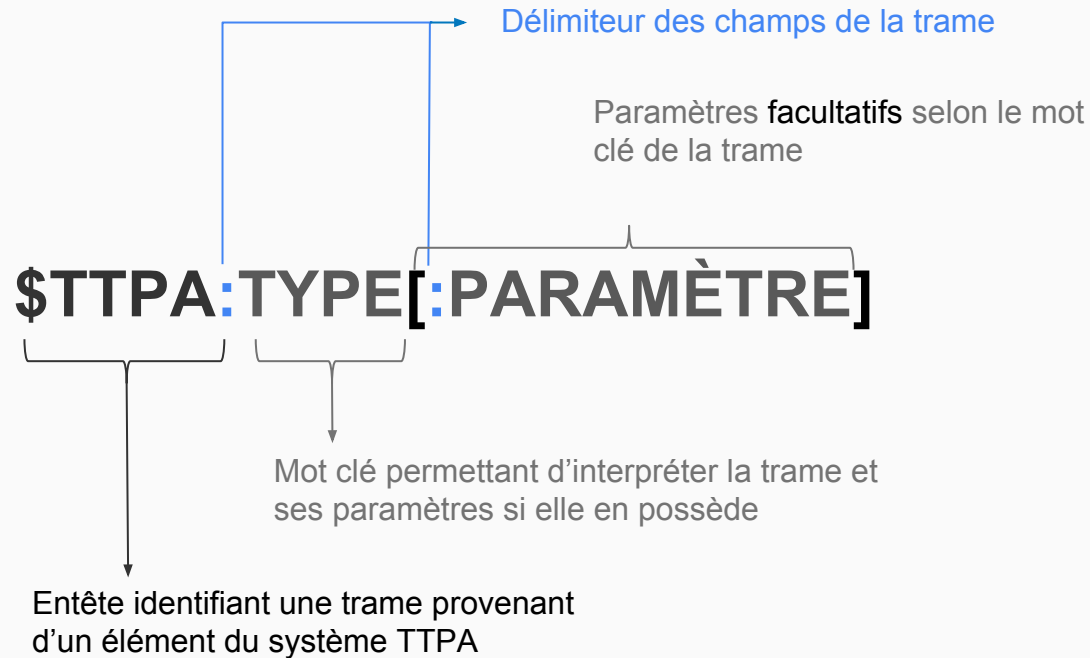 Délimiteur des champs de la trame
Paramètres facultatifs selon le mot
clé de la trame
$TTPA:TYPE[:PARAMÈTRE]
Mot clé permettant d’interpréter la trame et
ses paramètres si elle en possède
Entête identifiant une trame provenant
d’un élément du système TTPA